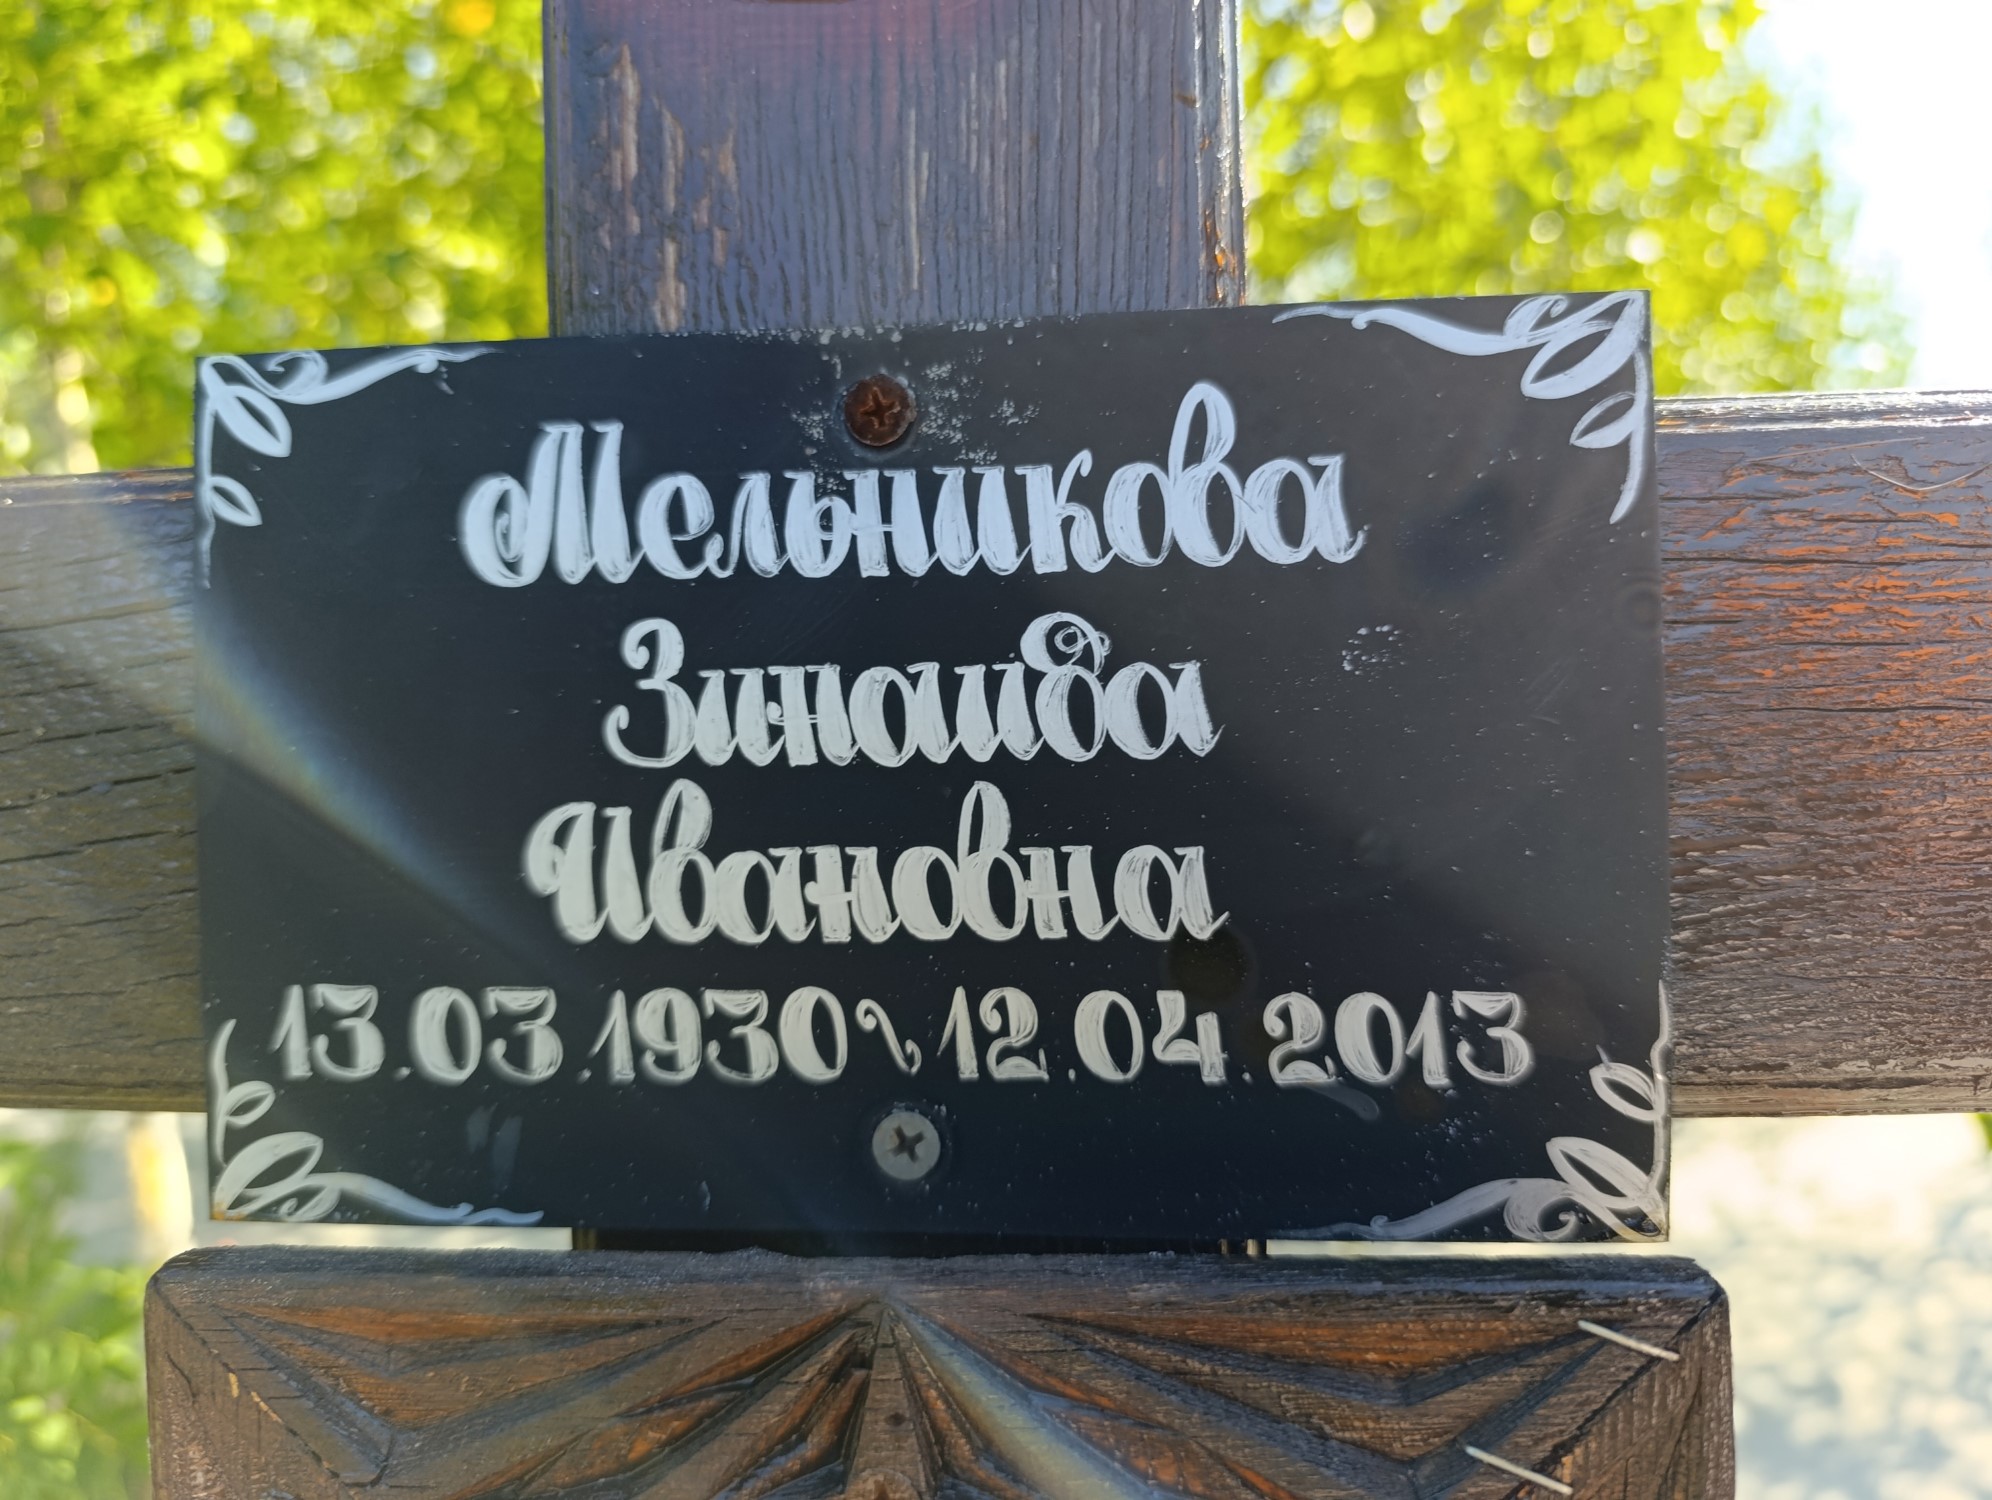 Мельникова
Зинаида
Ивановна
13.03.1930~12.04.2013